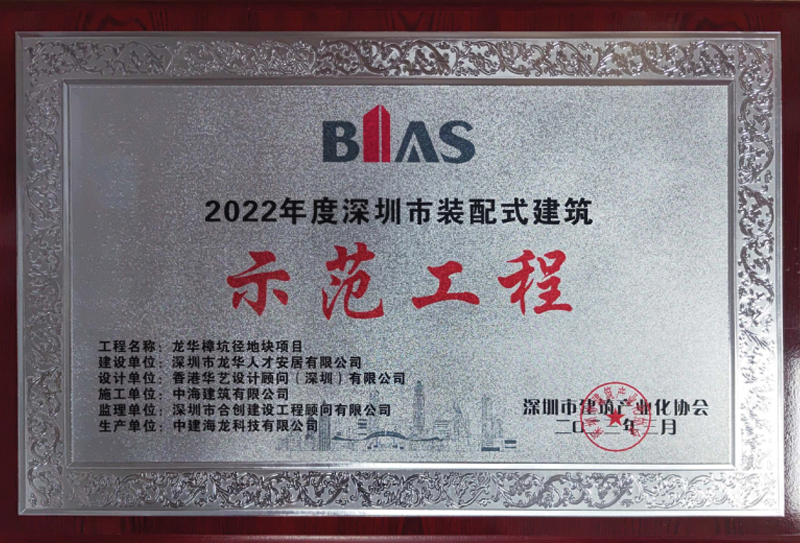 BIAS
2022年度深圳市装配式建筑
示范工程
工程名称：龙华樟坑径地块项目
建设单位：深圳市龙华人才安居有限公司
设计单位：香港华艺设计顾问（深圳）有限公司
施工单位：中海建筑有限公司
监理单位：深圳市合创建设工程顾问有限公司
生产单位：中建海龙科技有限公司
深圳市建筑产业化协会